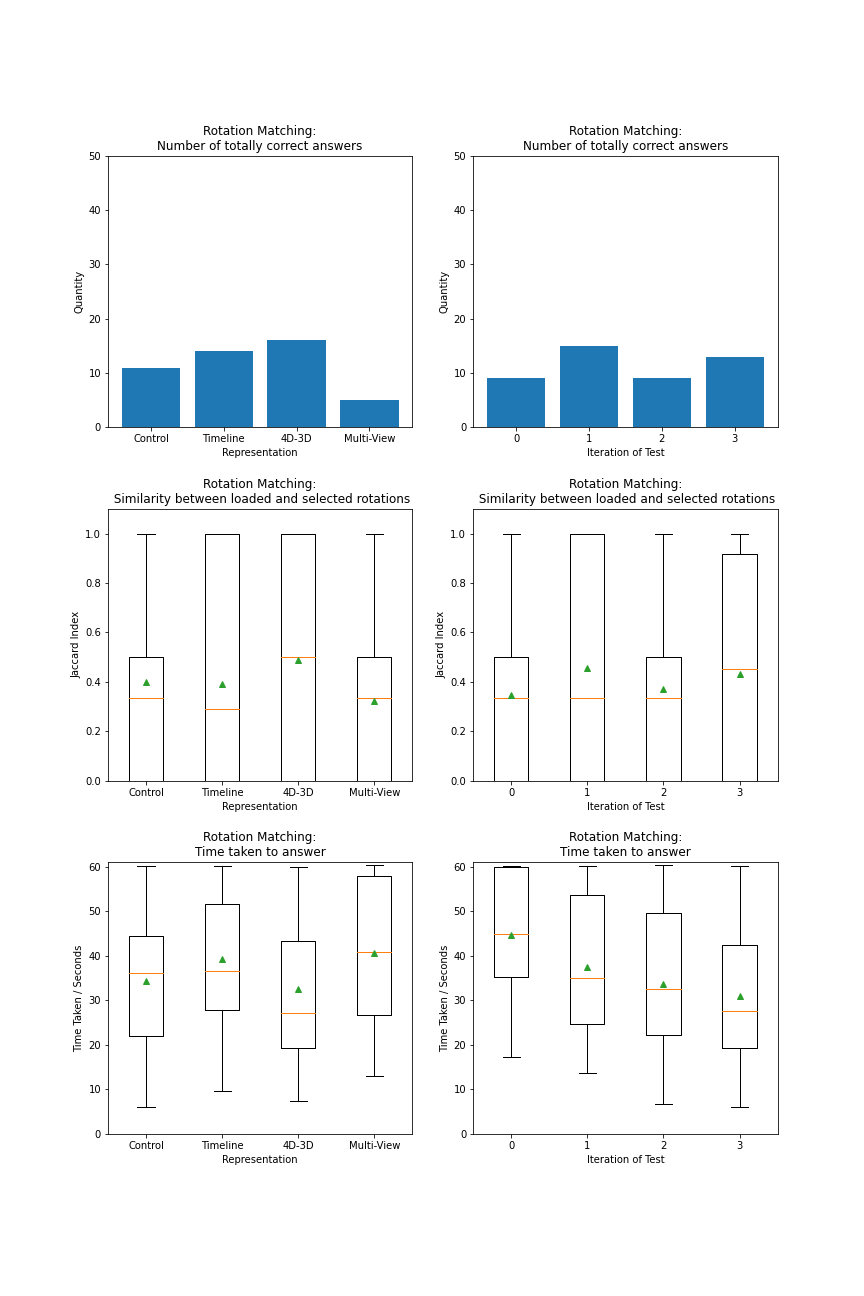 Rotation Matching:
Number of totally correct answers
50
40
30
20
10
0
Quantity
Control Timeline 4D-3D Multi-View
Representation
Rotation Matching:
Number of totally correct answers
50
40
30
20
10
0
Quantity
0 1 2 3
Iteration of Test
Rotation Matching:
Similarity between loaded and selected rotations
1.0
0.8
0.6
0.4
0.2
0.0
Jaccard Index
Control Timeline 4D-3D Multi-View
Representation
Rotation Matching:
Similarity between loaded and selected rotations
1.0
0.8
0.6
0.4
0.2
0.0
Jaccard Index
0 1 2 3
Iteration of Test
Rotation Matching:
Time taken to answer
60
50
40
30
20
10
0
Time Taken / Seconds
Control Timeline 4D-3D Multi-View
Representation
Rotation Matching:
Time taken to answer
60
50
40
30
20
10
0
Time Taken / Seconds
0 1 2 3
Iteration of Test